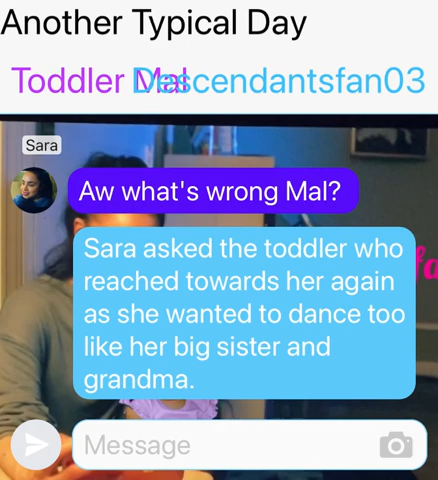 Another Typical Day
Toddler Mal
Descendantsfan03
Sara
Aw what's wrong Mal?
Sara asked the toddler who
reached towards her again
as she wanted to dance too
like her big sister and
grandma.
fa
Message